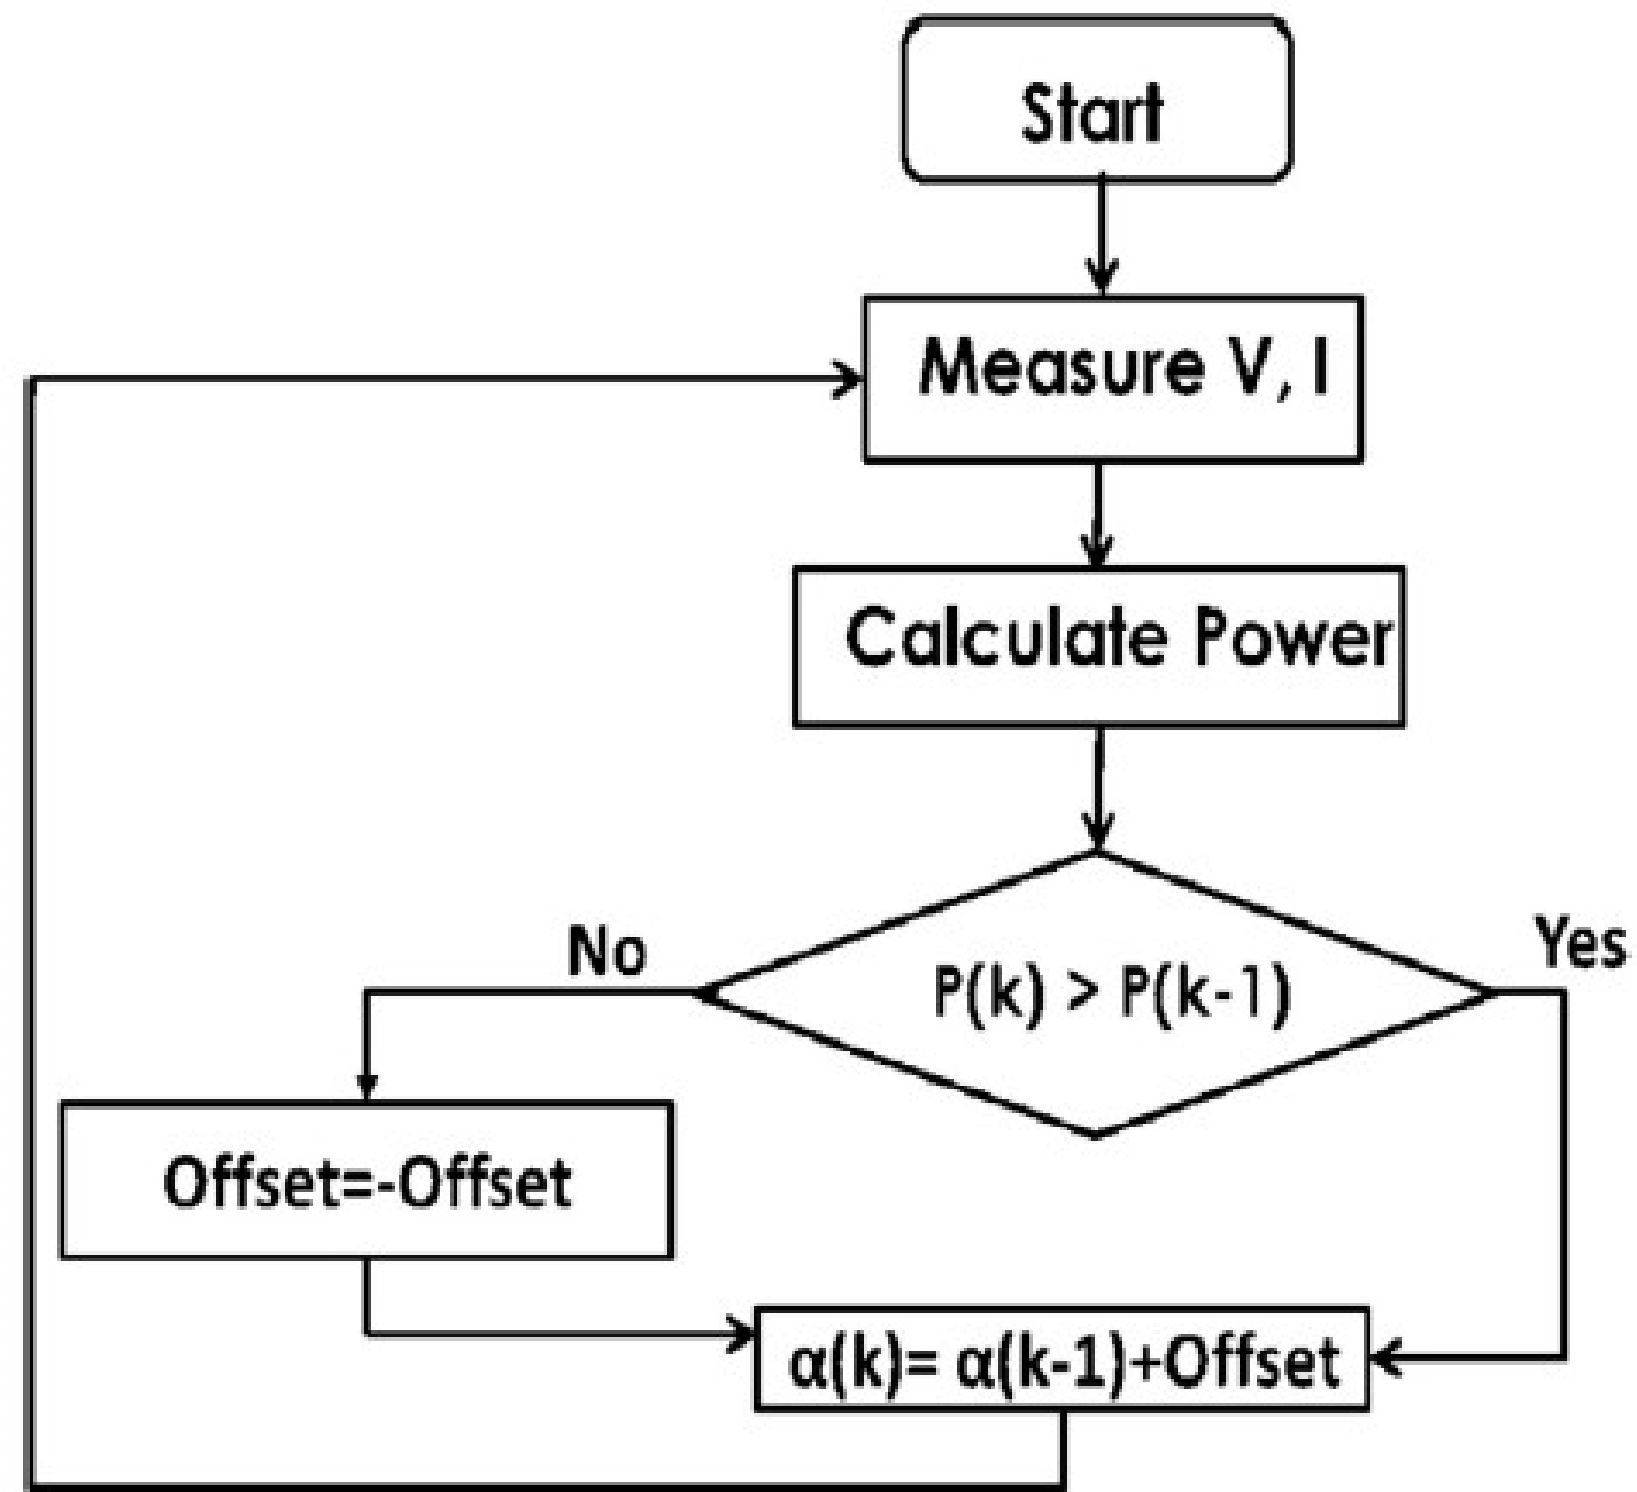 Start
Measure V, I
Calculate Power
No
Yes
P(k) > P(k-1)
Offset=-Offset
α(k)= α(k-1)+Offset